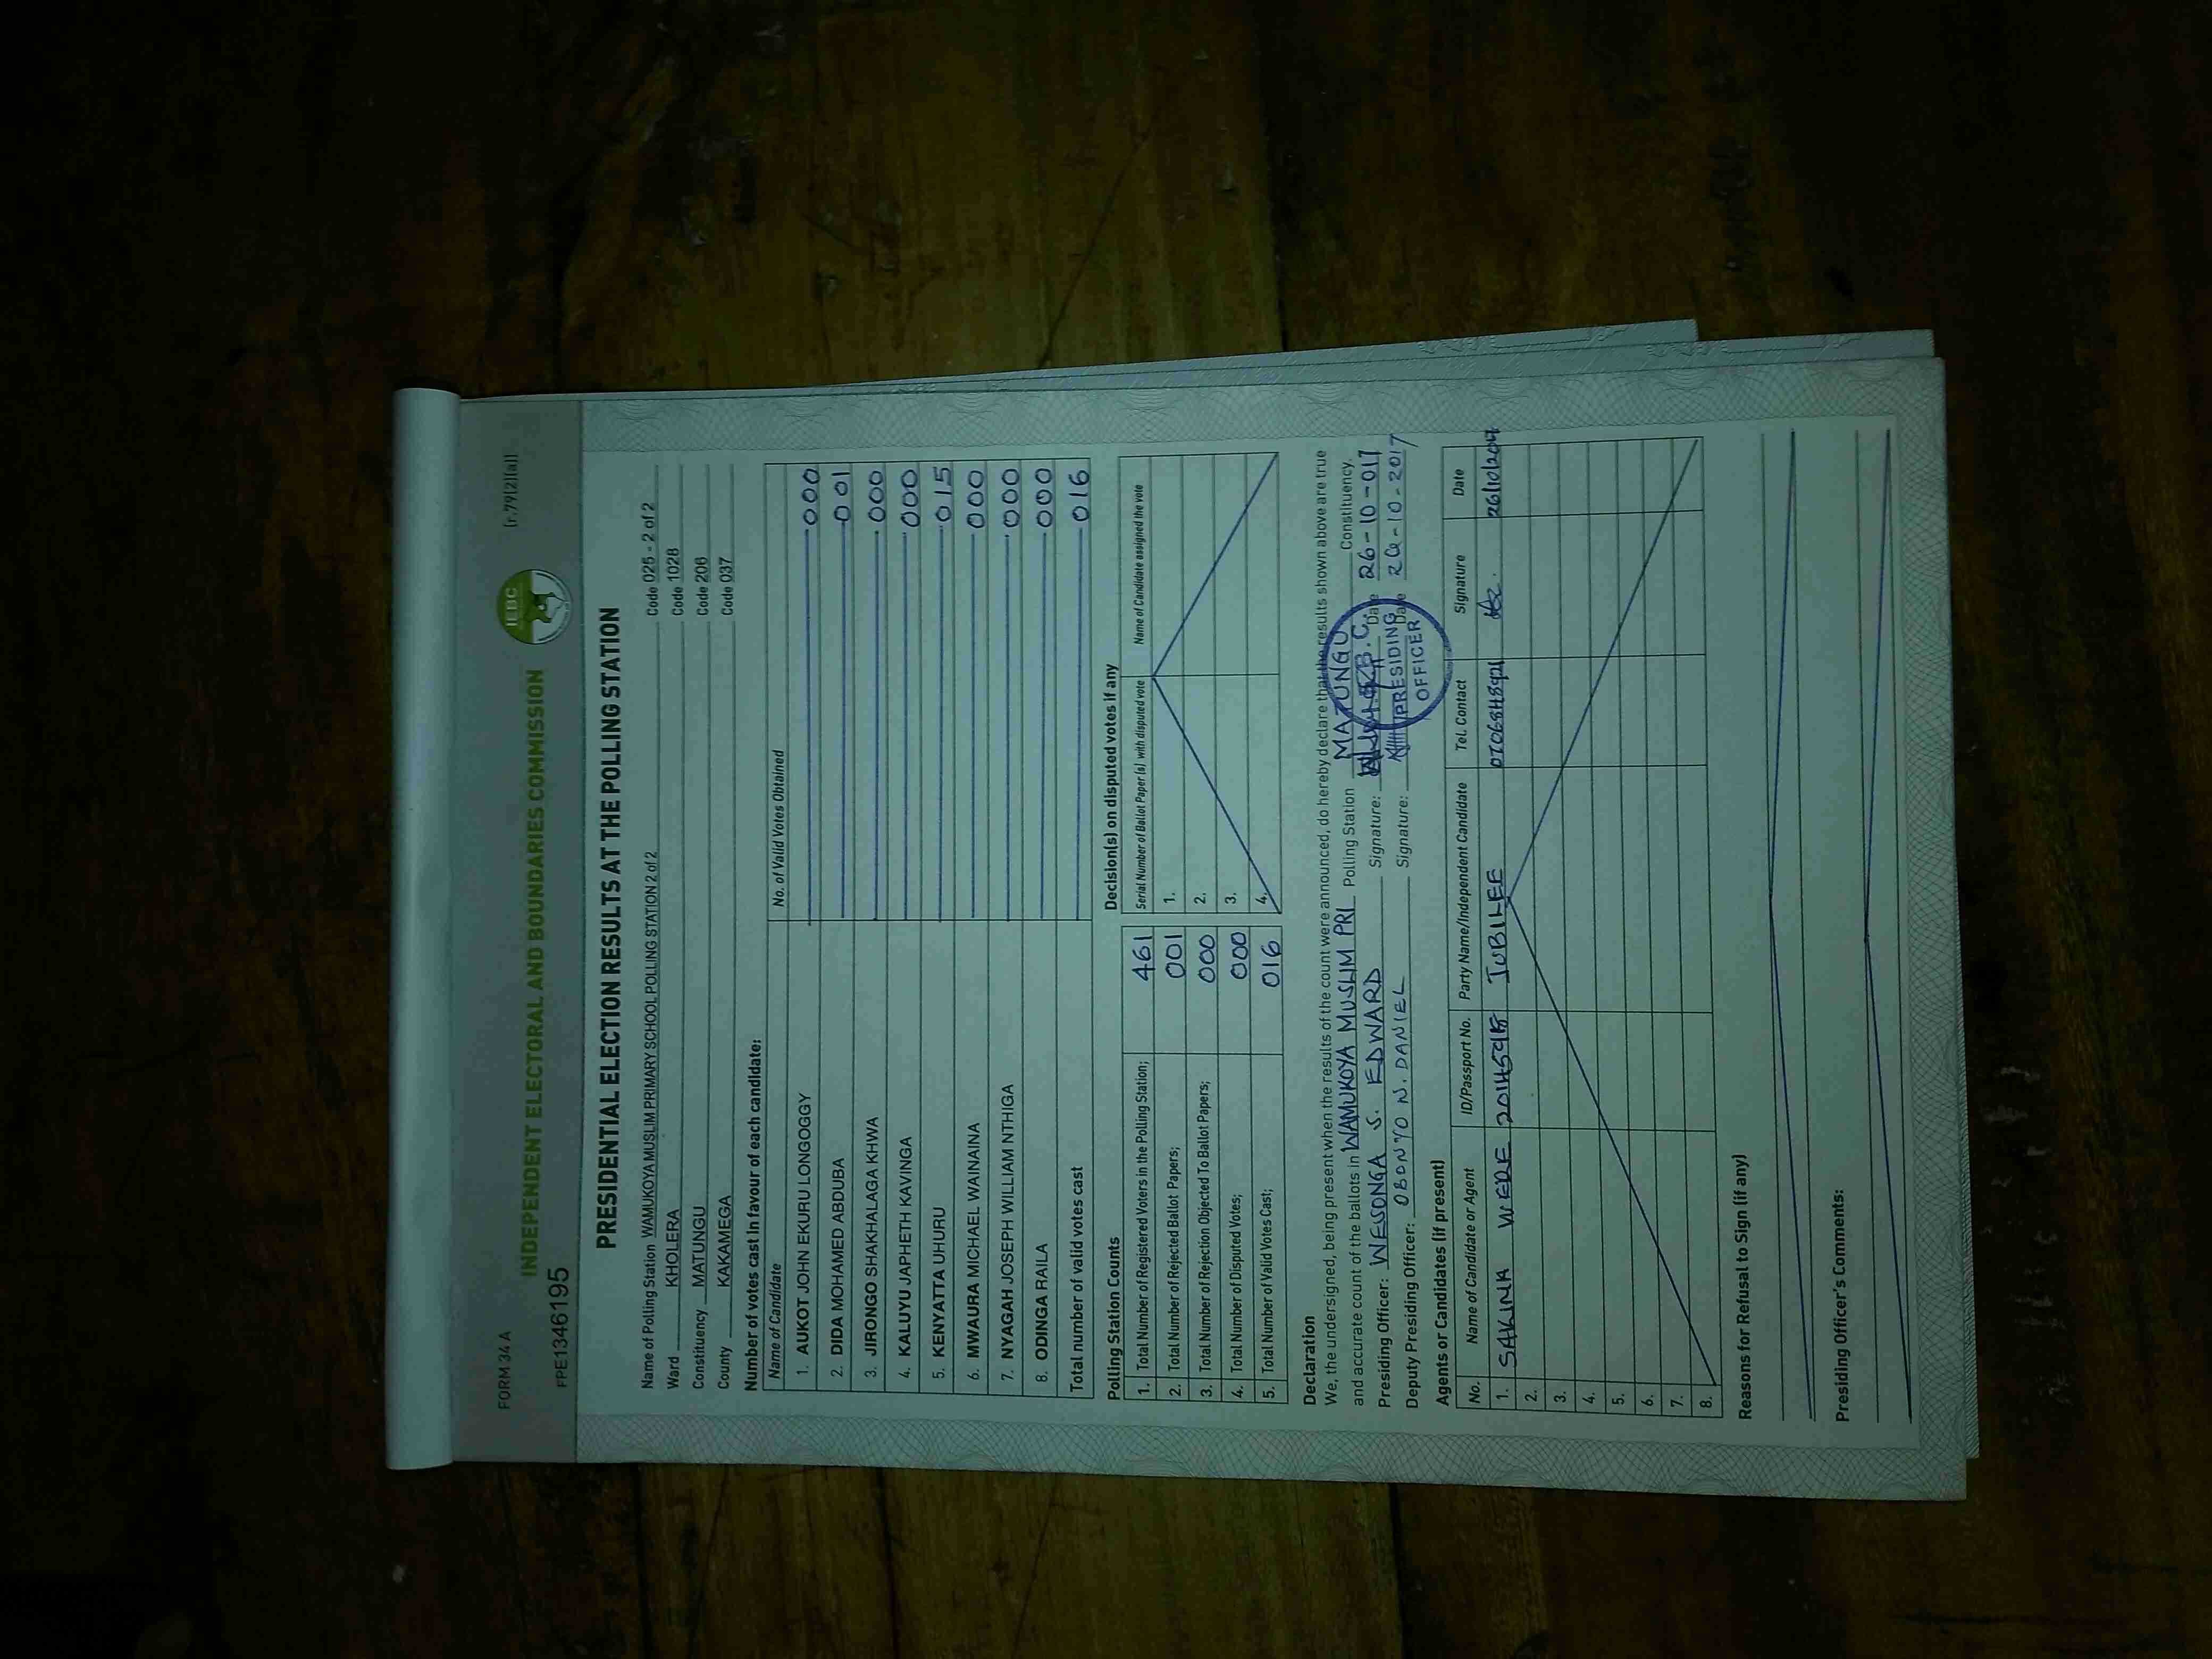 FORM 34 A
[r.79(2)(a)]
INDEPENDENT ELECTORAL AND BOUNDARIES COMMISSION
IEBC
FPE1346195
PRESIDENTIAL ELECTION RESULTS AT THE POLLING STATION
Name of Polling Station WAMUKOYA MUSLIM PRIMARY SCHOOL POLLING STATION 2 of 2 Code 025 - 2 of 2
Ward KHOLERA Code 1028
Constituency MATUNGU Code 206
County KAKAMEGA Code 037
Number of votes cast in favour of each candidate:
Name of Candidate No. of Valid Votes Obtained
1. AUKOT JOHN EKURU LONGOGGY 000
2. DIDA MOHAMED ABDUBA 001
3. JIRONGO SHAKHALAGA KHWA 000
4. KALUYU JAPHETH KAVINGA 000
5. KENYATTA UHURU 015
6. MWAURA MICHAEL WAINAINA 000
7. NYAGAH JOSEPH WILLIAM NTHIGA 000
8. ODINGA RAILA 000
Total number of valid votes cast 016
Polling Station Counts
1. Total Number of Registered Voters in the Polling Station; 461
2. Total Number of Rejected Ballot Papers; 001
3. Total Number of Rejection Objected To Ballot Papers; 000
4. Total Number of Disputed Votes; 000
5. Total Number of Valid Votes Cast; 016
Decision(s) on disputed votes if any
Serial Number of Ballot Paper(s) with disputed vote Name of Candidate assigned the vote
1.
2.
3.
4.
Declaration
We, the undersigned, being present when the results of the count were announced, do hereby declare that the results shown above are true
and accurate count of the ballots in WAMUKOYA MUSLIM PRI Polling Station MATUNGU Constituency.
Presiding Officer: WESONGA S. EDWARD Signature: Date 26-10-017
Deputy Presiding Officer: OBONYO N. DANIEL Signature: Date 26-10-2017
PRESIDING
OFFICER
Agents or Candidates (if present)
No. Name of Candidate or Agent ID/Passport No. Party Name/Independent Candidate Tel. Contact Signature Date
1. SAKINA WERE JUBILEE
2.
3.
4.
5.
6.
7.
8.
Reasons for Refusal to Sign (if any)
Presiding Officer's Comments: